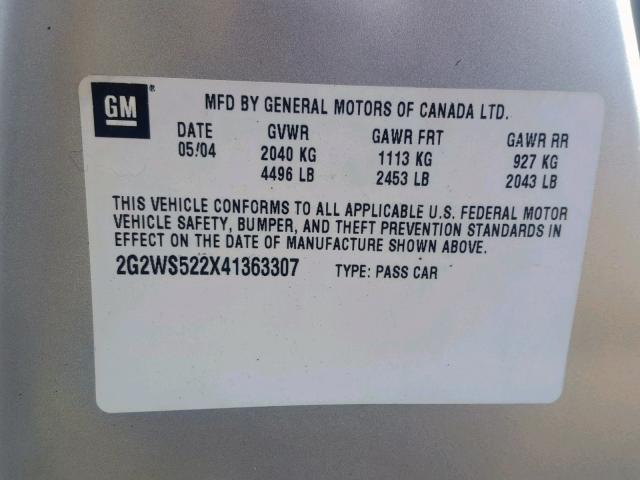 GM®
MFD BY GENERAL MOTORS OF CANADA LTD.
DATE GVWR GAWR FRT GAWR RR
05/04 2040 KG 1113 KG 927 KG
4496 LB 2453 LB 2043 LB
THIS VEHICLE CONFORMS TO ALL APPLICABLE U.S. FEDERAL MOTOR
VEHICLE SAFETY, BUMPER, AND THEFT PREVENTION STANDARDS IN
EFFECT ON THE DATE OF MANUFACTURE SHOWN ABOVE.
2G2WS522X41363307 TYPE: PASS CAR